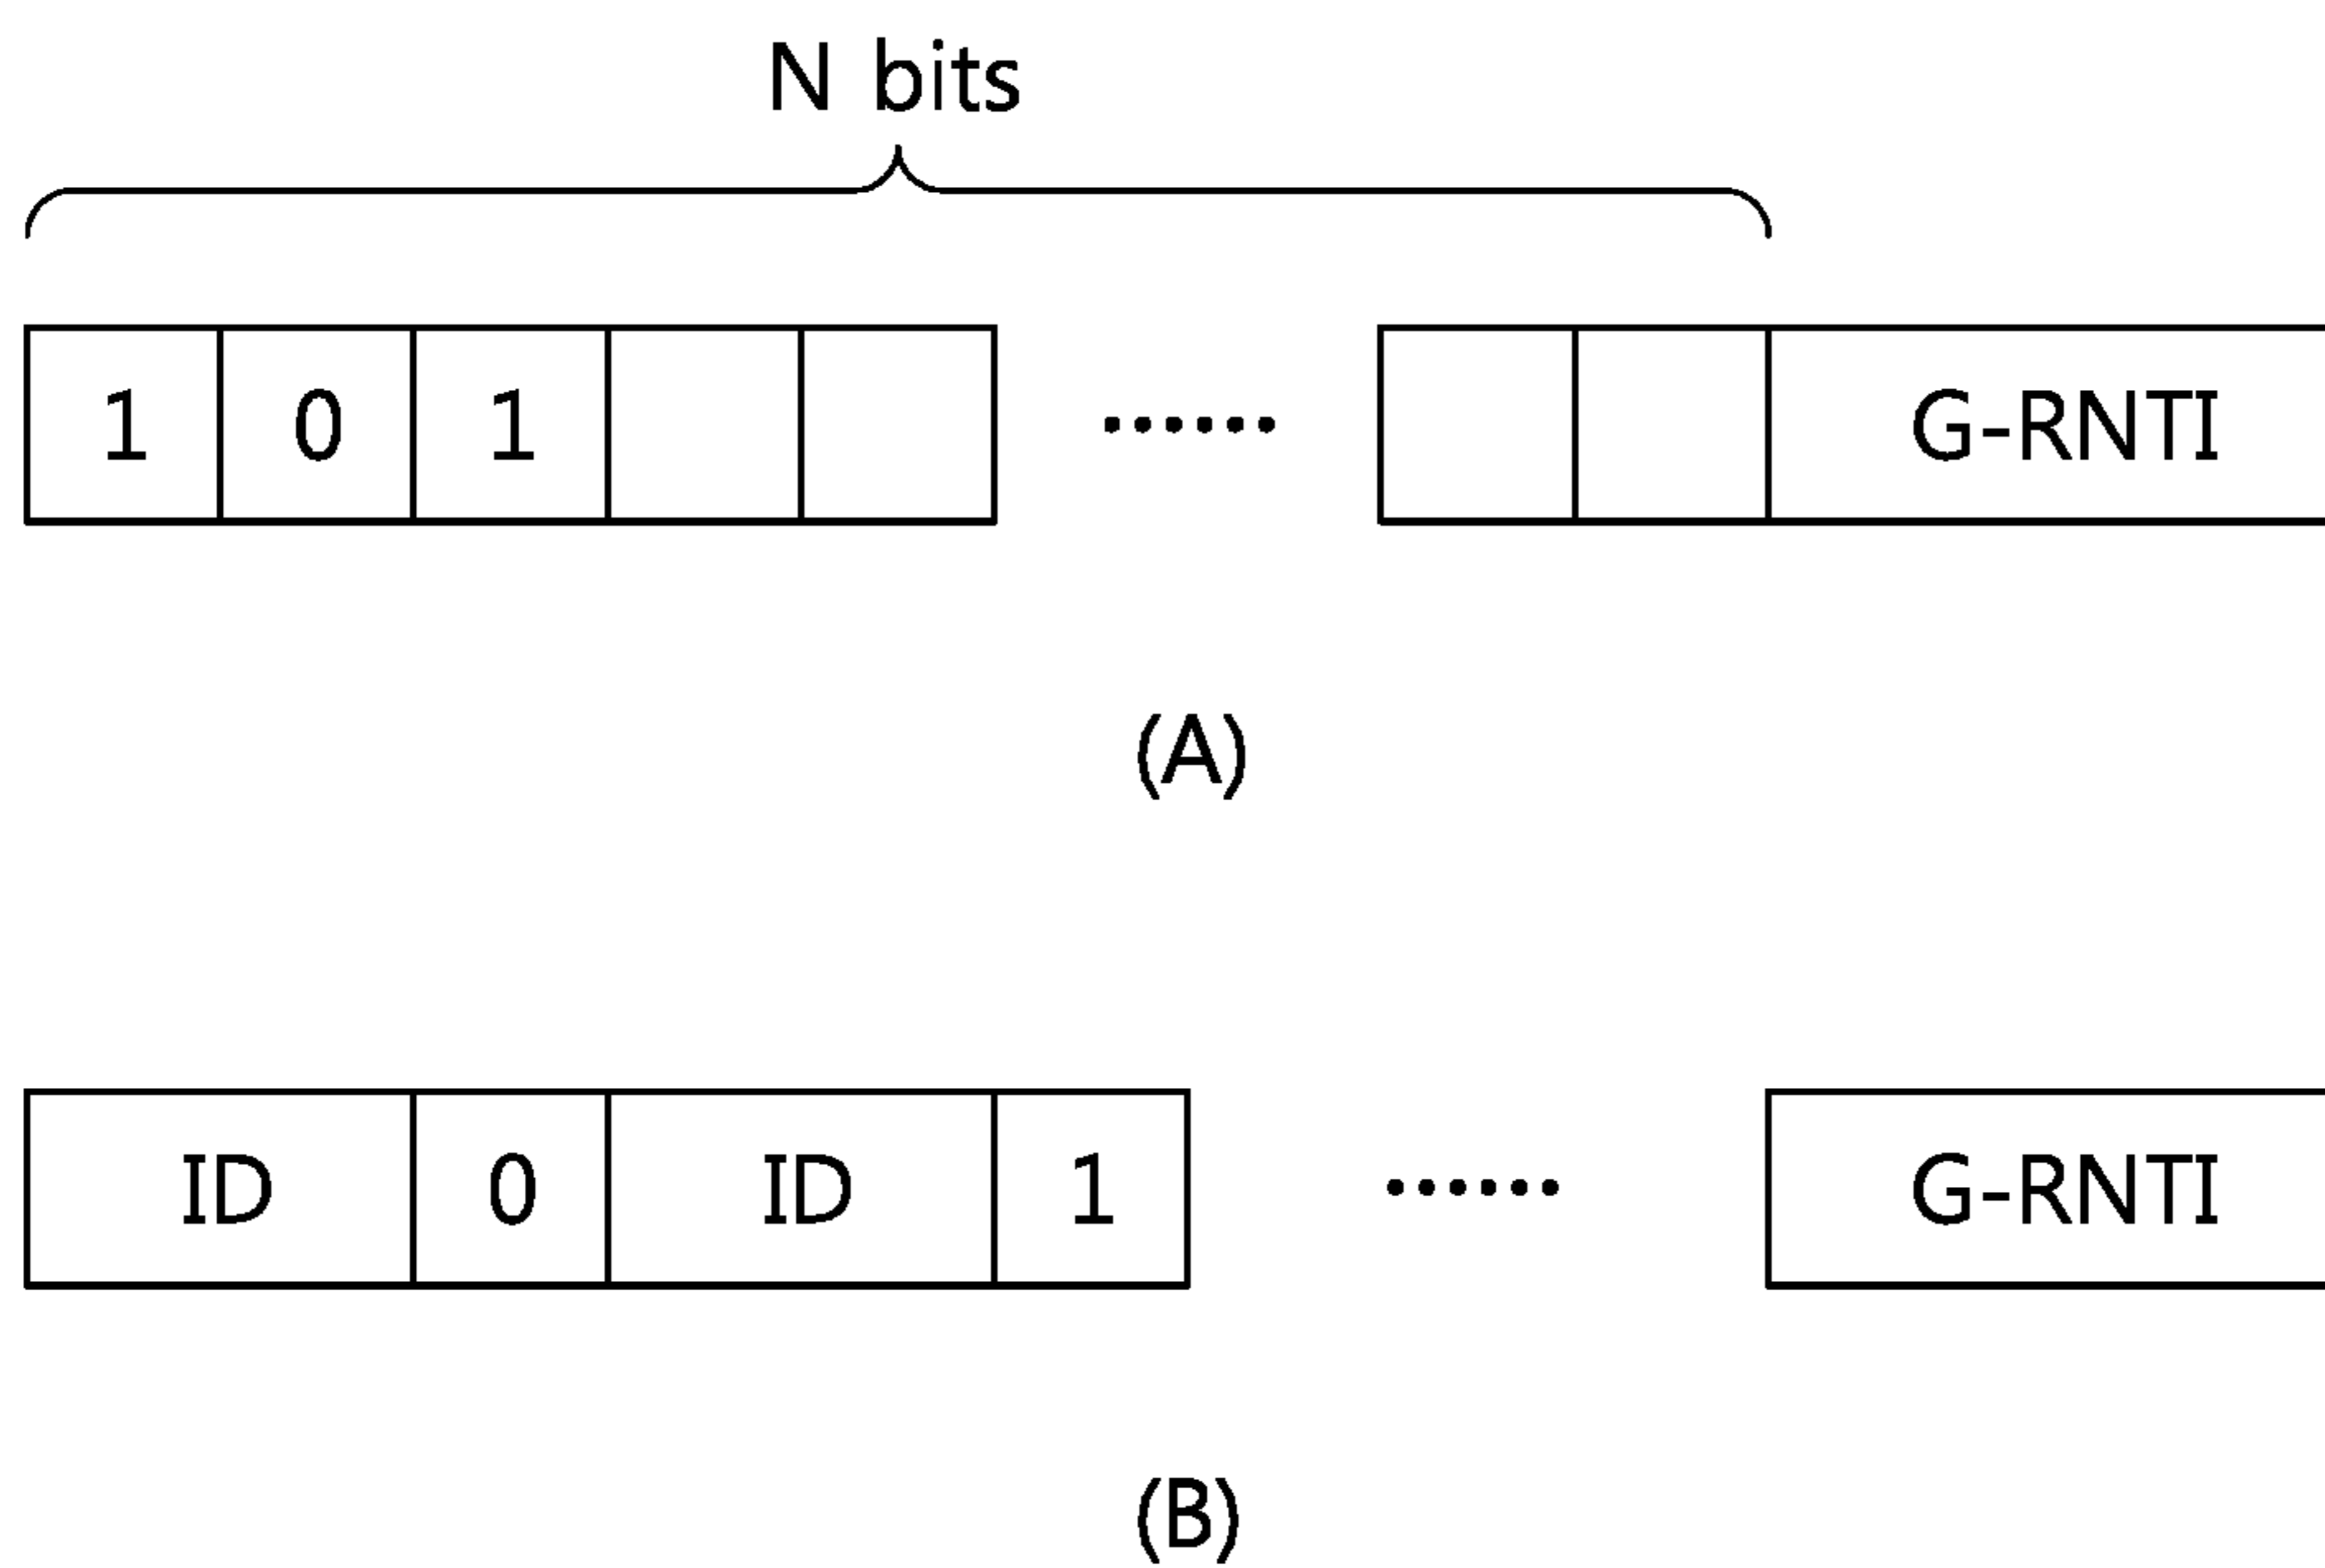 N bits
1 0 1 ...... G-RNTI
(A)
ID 0 ID 1 ...... G-RNTI
(B)